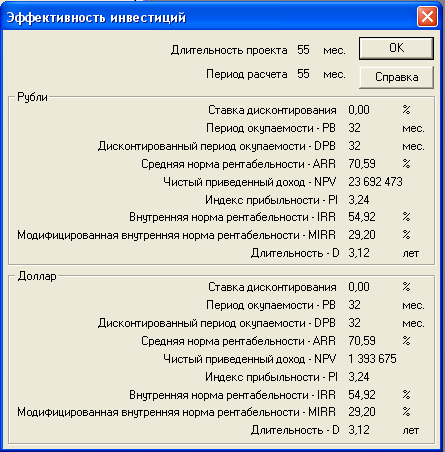 Эффективность инвестиций
Длительность проекта 55 мес.
OK
Период расчета 55 мес.
Справка
Рубли
Ставка дисконтирования 0,00 %
Период окупаемости - PB 32 мес.
Дисконтированный период окупаемости - DPB 32 мес.
Средняя норма рентабельности - ARR 70,59 %
Чистый приведенный доход - NPV 23 692 473
Индекс прибыльности - PI 3,24
Внутренняя норма рентабельности - IRR 54,92 %
Модифицированная внутренняя норма рентабельности - MIRR 29,20 %
Длительность - D 3,12 лет
Доллар
Ставка дисконтирования 0,00 %
Период окупаемости - PB 32 мес.
Дисконтированный период окупаемости - DPB 32 мес.
Средняя норма рентабельности - ARR 70,59 %
Чистый приведенный доход - NPV 1 393 675
Индекс прибыльности - PI 3,24
Внутренняя норма рентабельности - IRR 54,92 %
Модифицированная внутренняя норма рентабельности - MIRR 29,20 %
Длительность - D 3,12 лет